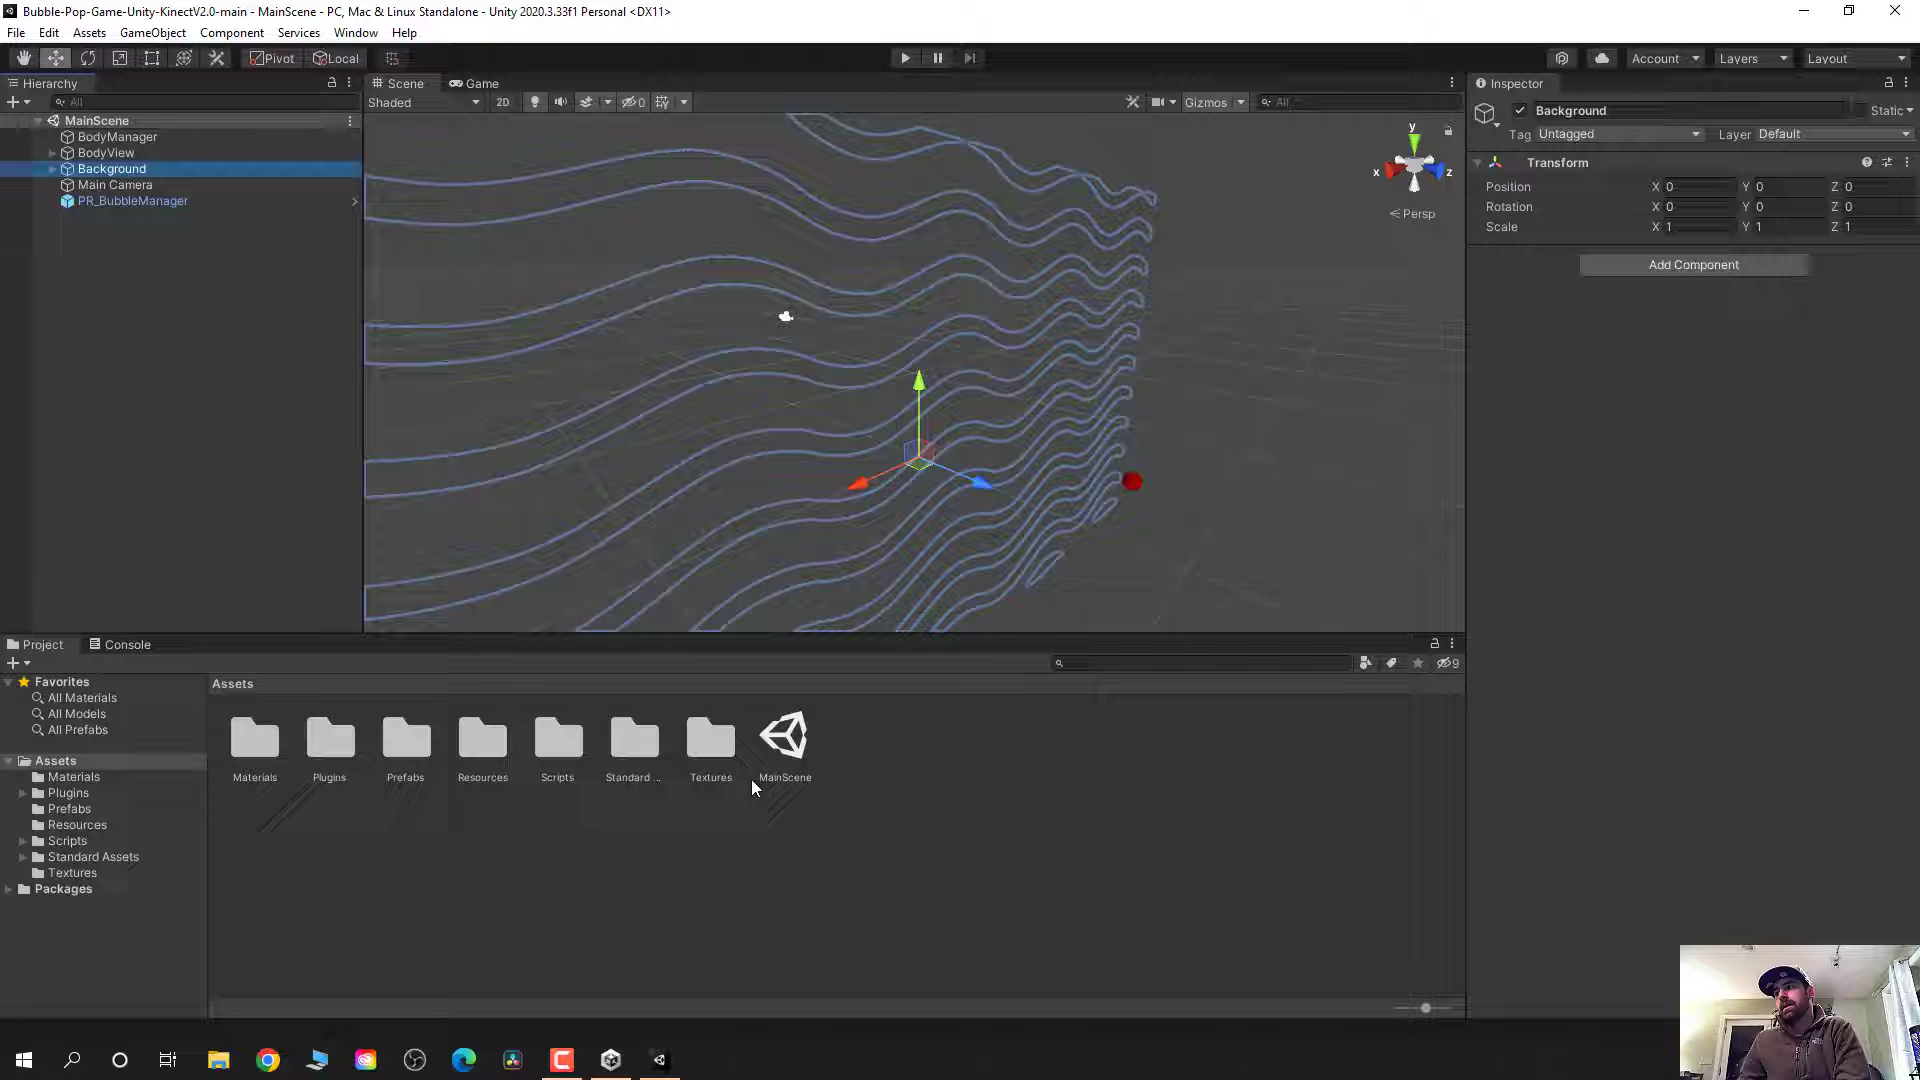 Bubble-Pop-Game-Unity-KinectV2.0-main - MainScene - PC, Mac & Linux Standalone - Unity 2020.3.33f1 Personal <DX11>
File Edit Assets GameObject Component Services Window Help
Pivot Local Account Layers Layout
Hierarchy
All
MainScene
BodyManager
BodyView
Background
Main Camera
PR_BubbleManager
Scene Game
Shaded 2D 0 Gizmos All
y
x z
Persp
Inspector
Background Static
Tag Untagged Layer Default
Transform
Position X 0 Y 0 Z 0
Rotation X 0 Y 0 Z 0
Scale X 1 Y 1 Z 1
Add Component
Project Console
9
Favorites
All Materials
All Models
All Prefabs
Assets
Materials
Plugins
Prefabs
Resources
Scripts
Standard Assets
Textures
Packages
Assets
Materials Plugins Prefabs Resources Scripts Standard ... Textures MainScene